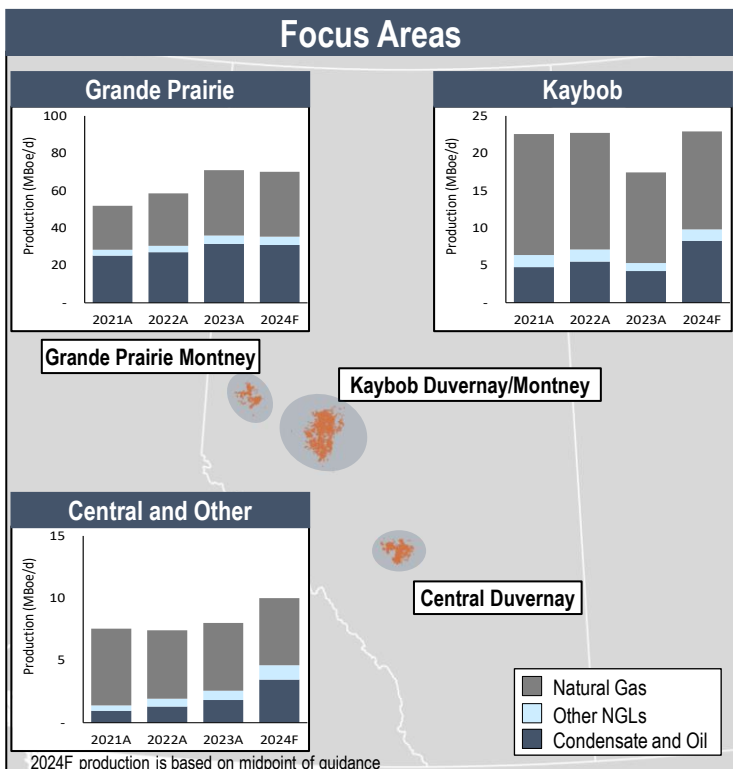 Focus Areas
Grande Prairie
Production (MBoe/d)
100
80
60
40
20
-
2021A 2022A 2023A 2024F
Kaybob
Production (MBoe/d)
25
20
15
10
5
-
2021A 2022A 2023A 2024F
Grande Prairie Montney
Kaybob Duvernay/Montney
Central and Other
Production (MBoe/d)
15
10
5
-
2021A 2022A 2023A 2024F
Central Duvernay
Natural Gas
Other NGLs
Condensate and Oil
2024F production is based on midpoint of guidance